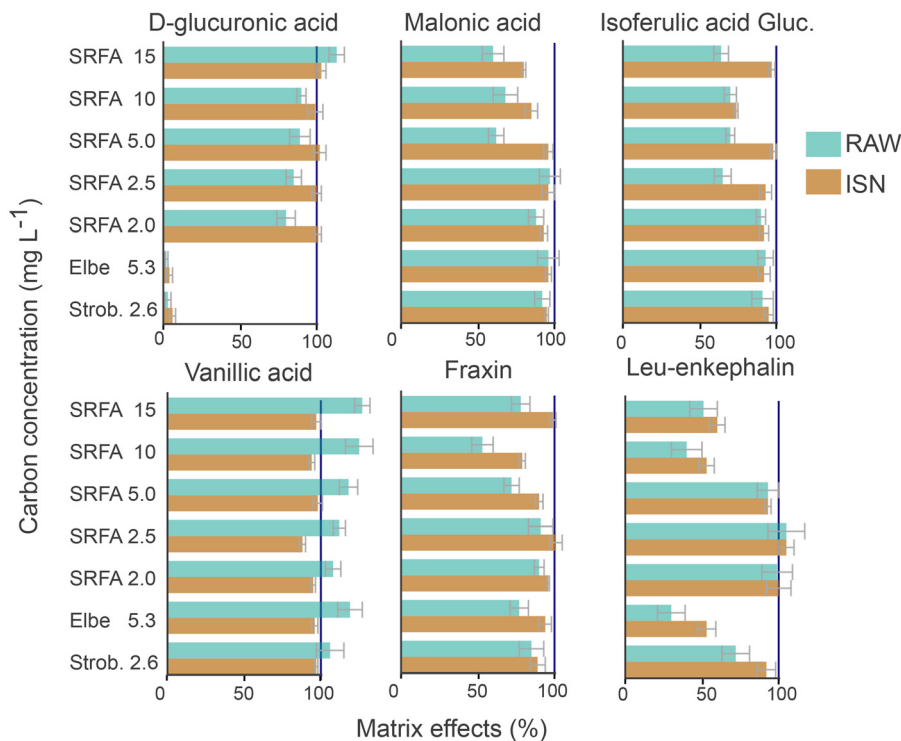 D-glucuronic acid Malonic acid Isoferulic acid Gluc.
SRFA 15
SRFA 10
SRFA 5.0
SRFA 2.5
SRFA 2.0
Elbe 5.3
Strob. 2.6
RAW
ISN
0 50 100 0 50 100 0 50 100
Vanillic acid Fraxin Leu-enkephalin
SRFA 15
SRFA 10
SRFA 5.0
SRFA 2.5
SRFA 2.0
Elbe 5.3
Strob. 2.6
0 50 100 0 50 100 0 50 100
Carbon concentration (mg L⁻¹)
Matrix effects (%)